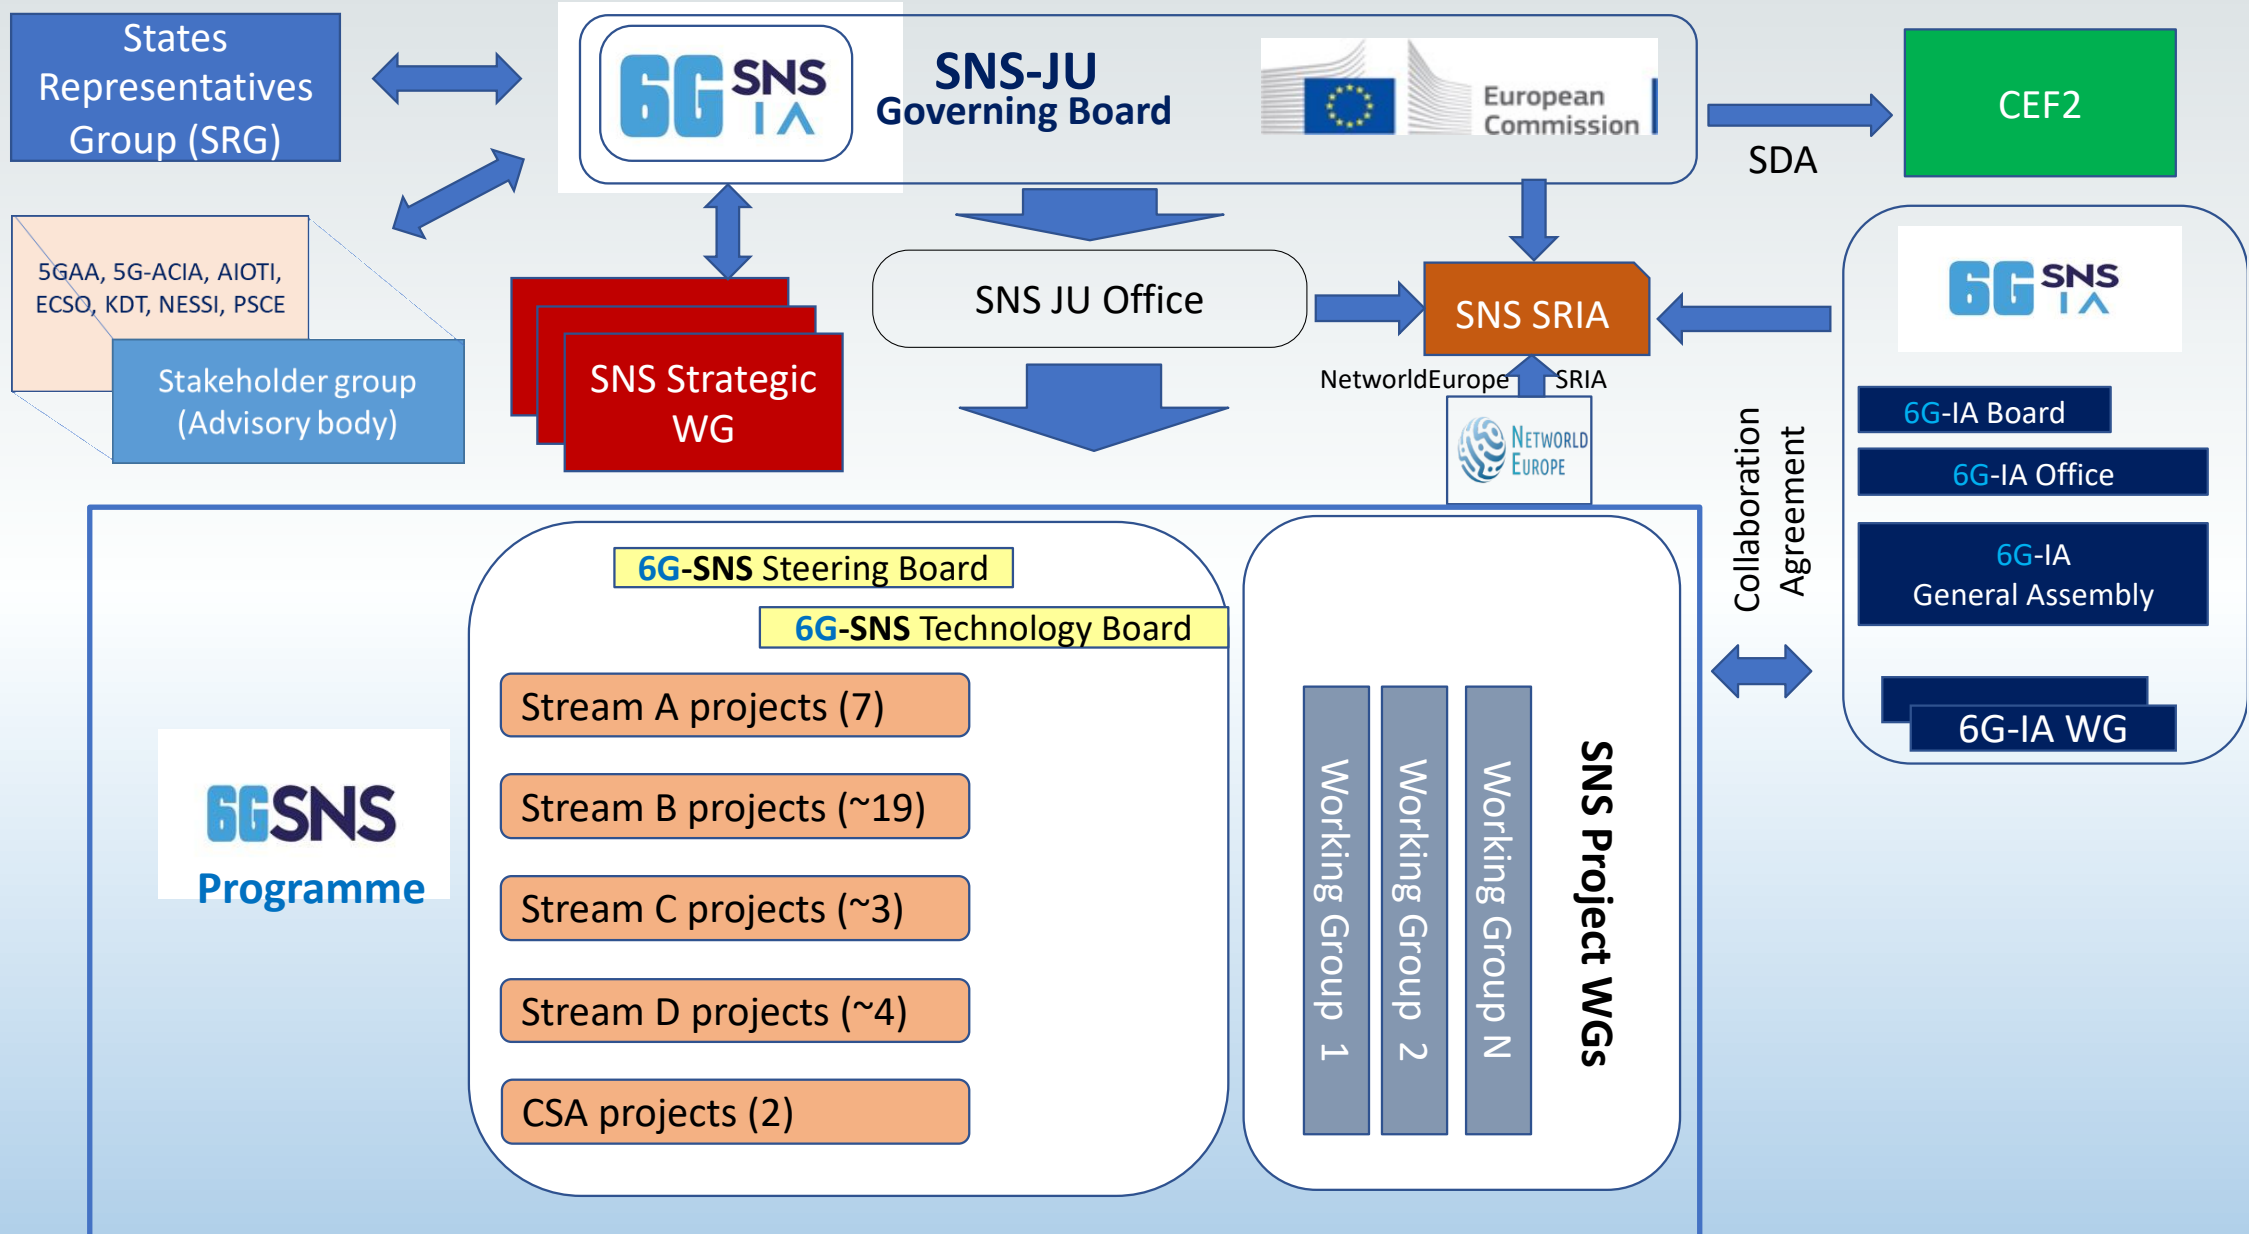 States
Representatives
Group (SRG)
6G SNS
IA
SNS-JU
Governing Board
European
Commission
SDA
CEF2
5GAA, 5G-ACIA, AIOTI,
ECSO, KDT, NESSI, PSCE
Stakeholder group
(Advisory body)
SNS Strategic
WG
SNS JU Office
SNS SRIA
NetworldEurope SRIA
NETWORLD
EUROPE
6G SNS
IA
6G-IA Board
6G-IA Office
6G-IA
General Assembly
6G-IA WG
Collaboration
Agreement
6GSNS
Programme
6G-SNS Steering Board
6G-SNS Technology Board
Stream A projects (7)
Stream B projects (~19)
Stream C projects (~3)
Stream D projects (~4)
CSA projects (2)
Working Group 1
Working Group 2
Working Group N
SNS Project WGs